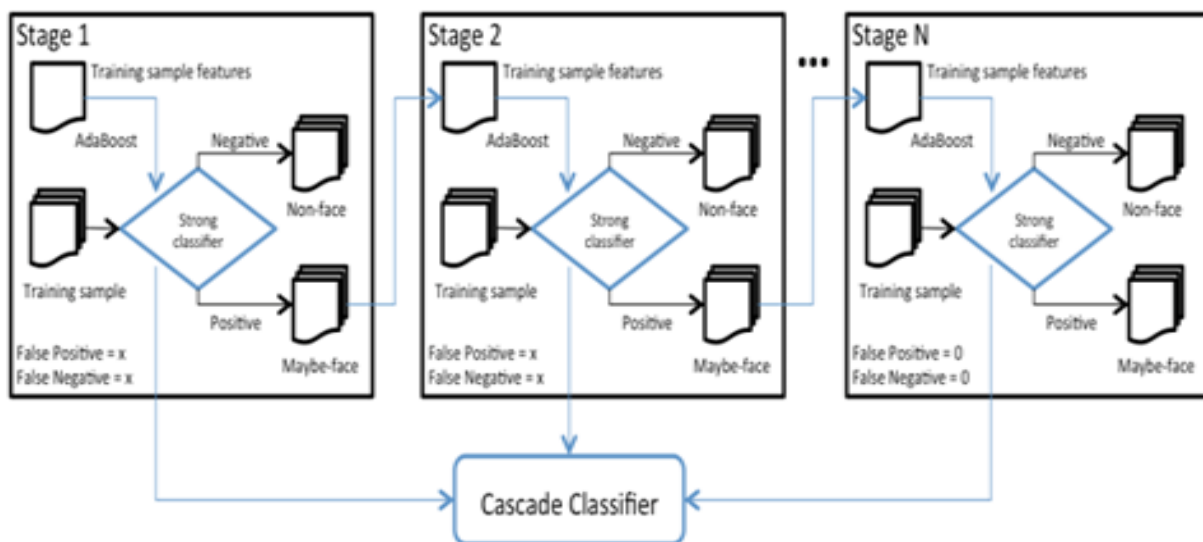 Stage 1
Training sample features
AdaBoost
Negative
Non-face
Strong
classifier
Training sample
Positive
Maybe-face
False Positive = x
False Negative = x
Stage 2
Training sample features
AdaBoost
Negative
Non-face
Strong
classifier
Training sample
Positive
Maybe-face
False Positive = x
False Negative = x
...
Stage N
Training sample features
AdaBoost
Negative
Non-face
Strong
classifier
Training sample
Positive
Maybe-face
False Positive = 0
False Negative = 0
Cascade Classifier